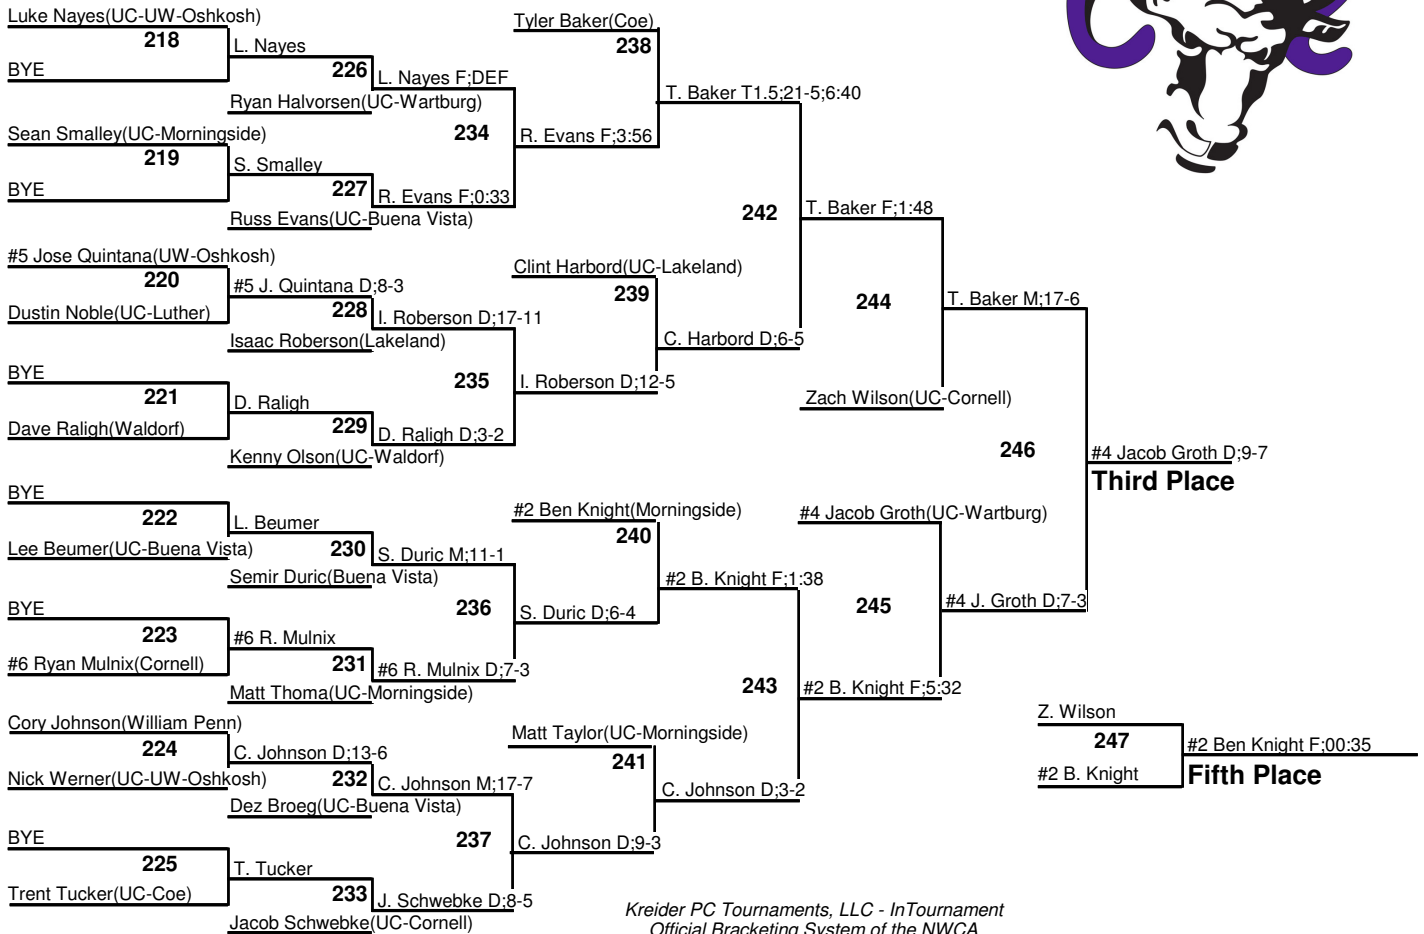 Luke Nayes(UC-UW-Oshkosh)
218
BYE
L. Nayes
226
Ryan Halvorsen(UC-Wartburg)
L. Nayes F;DEF
Sean Smalley(UC-Morningside)
219
BYE
S. Smalley
227
Russ Evans(UC-Buena Vista)
R. Evans F;0:33
234
R. Evans F;3:56
Tyler Baker(Coe)
238
T. Baker T1.5;21-5;6:40
#5 Jose Quintana(UW-Oshkosh)
220
Dustin Noble(UC-Luther)
#5 J. Quintana D;8-3
228
Isaac Roberson(Lakeland)
I. Roberson D;17-11
BYE
221
Dave Raligh(Waldorf)
D. Raligh
229
Kenny Olson(UC-Waldorf)
D. Raligh D;3-2
235
I. Roberson D;12-5
Clint Harbord(UC-Lakeland)
239
C. Harbord D;6-5
242
T. Baker F;1:48
244
Zach Wilson(UC-Cornell)
T. Baker M;17-6
BYE
222
Lee Beumer(UC-Buena Vista)
L. Beumer
230
Semir Duric(Buena Vista)
S. Duric M;11-1
BYE
223
#6 Ryan Mulnix(Cornell)
#6 R. Mulnix
231
Matt Thoma(UC-Morningside)
#6 R. Mulnix D;7-3
236
S. Duric D;6-4
#2 Ben Knight(Morningside)
240
#2 B. Knight F;1:38
Cory Johnson(William Penn)
224
Nick Werner(UC-UW-Oshkosh)
C. Johnson D;13-6
232
Dez Broeg(UC-Buena Vista)
C. Johnson M;17-7
BYE
225
Trent Tucker(UC-Coe)
T. Tucker
233
Jacob Schwebke(UC-Cornell)
J. Schwebke D;8-5
237
C. Johnson D;9-3
Matt Taylor(UC-Morningside)
241
C. Johnson D;3-2
243
#2 B. Knight F;5:32
#4 Jacob Groth(UC-Wartburg)
245
#4 J. Groth D;7-3
246
#4 Jacob Groth D;9-7
Third Place
Z. Wilson
247
#2 B. Knight
#2 Ben Knight F;00:35
Fifth Place
Kreider PC Tournaments, LLC - InTournament
Official Bracketing System of the NWCA